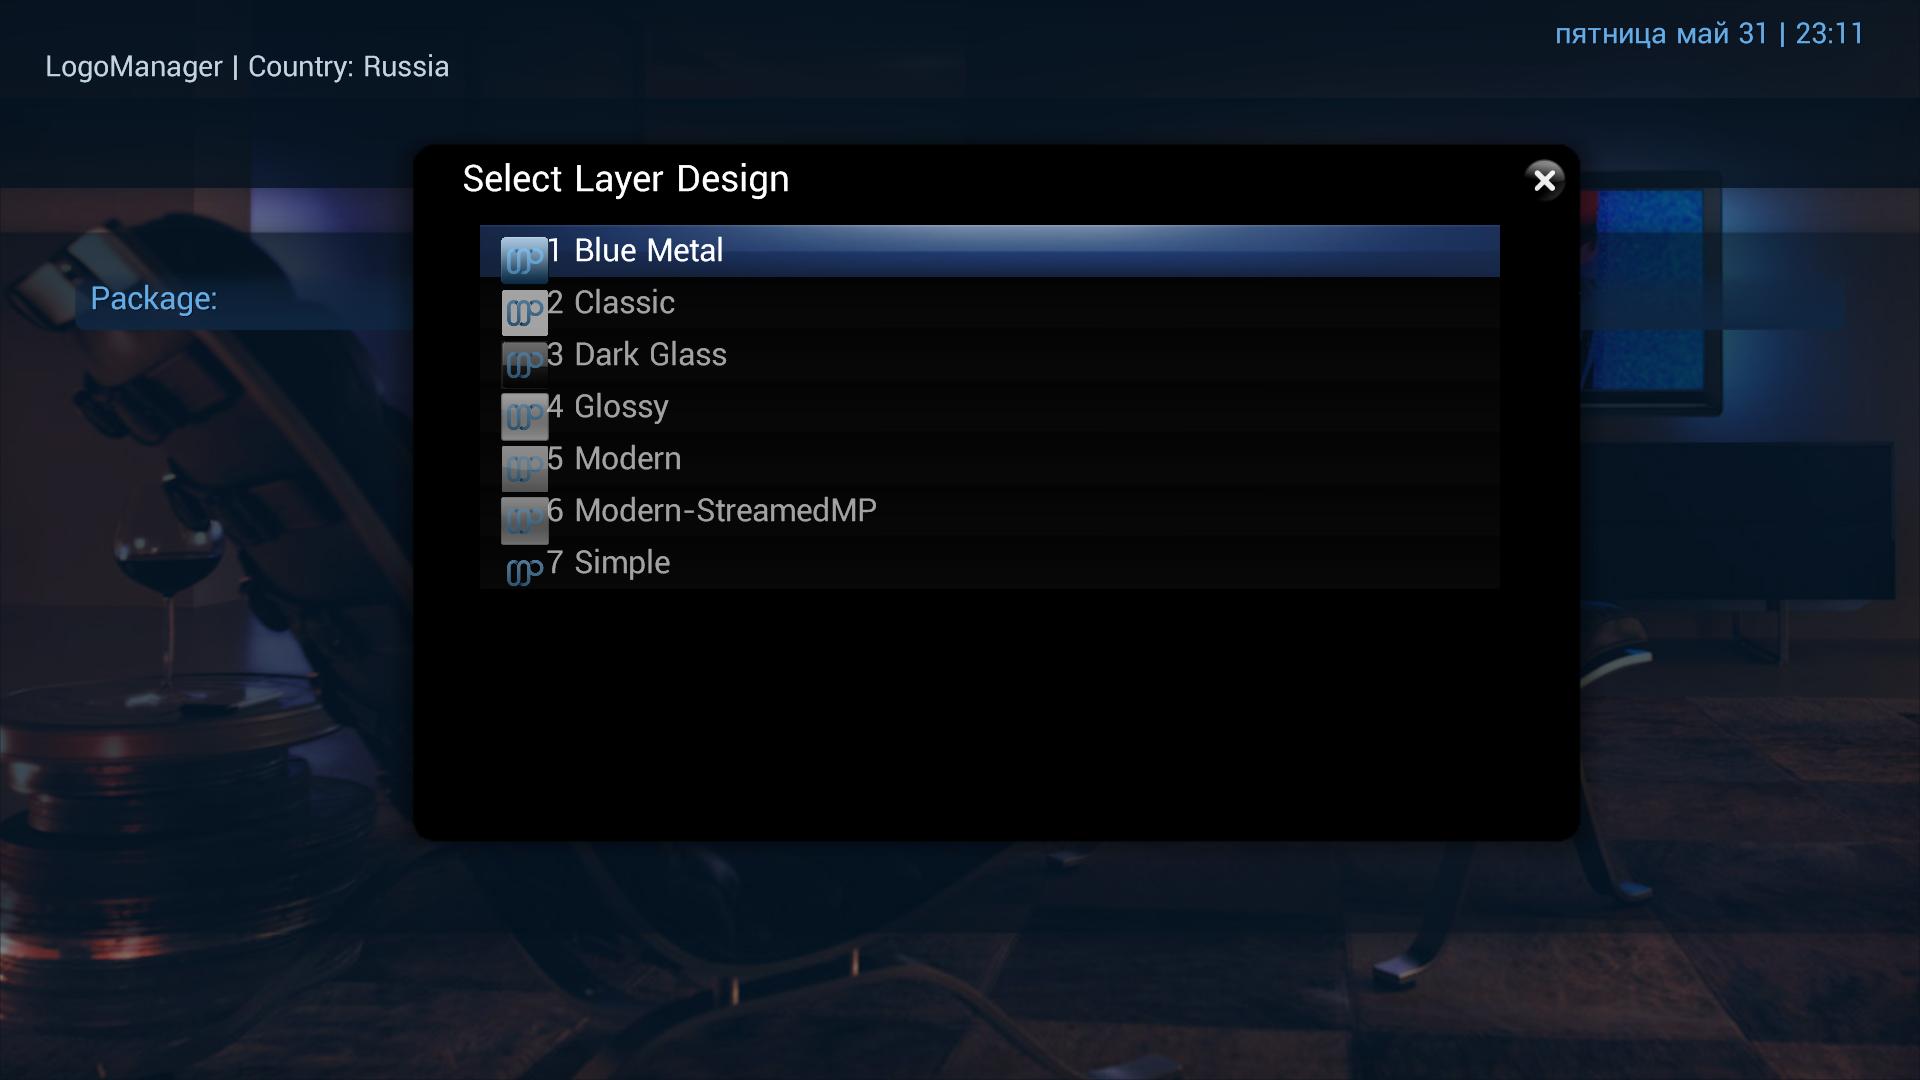 LogoManager | Country: Russia
пятница май 31 | 23:11
Select Layer Design
1 Blue Metal
2 Classic
Package:
3 Dark Glass
4 Glossy
5 Modern
6 Modern-StreamedMP
7 Simple